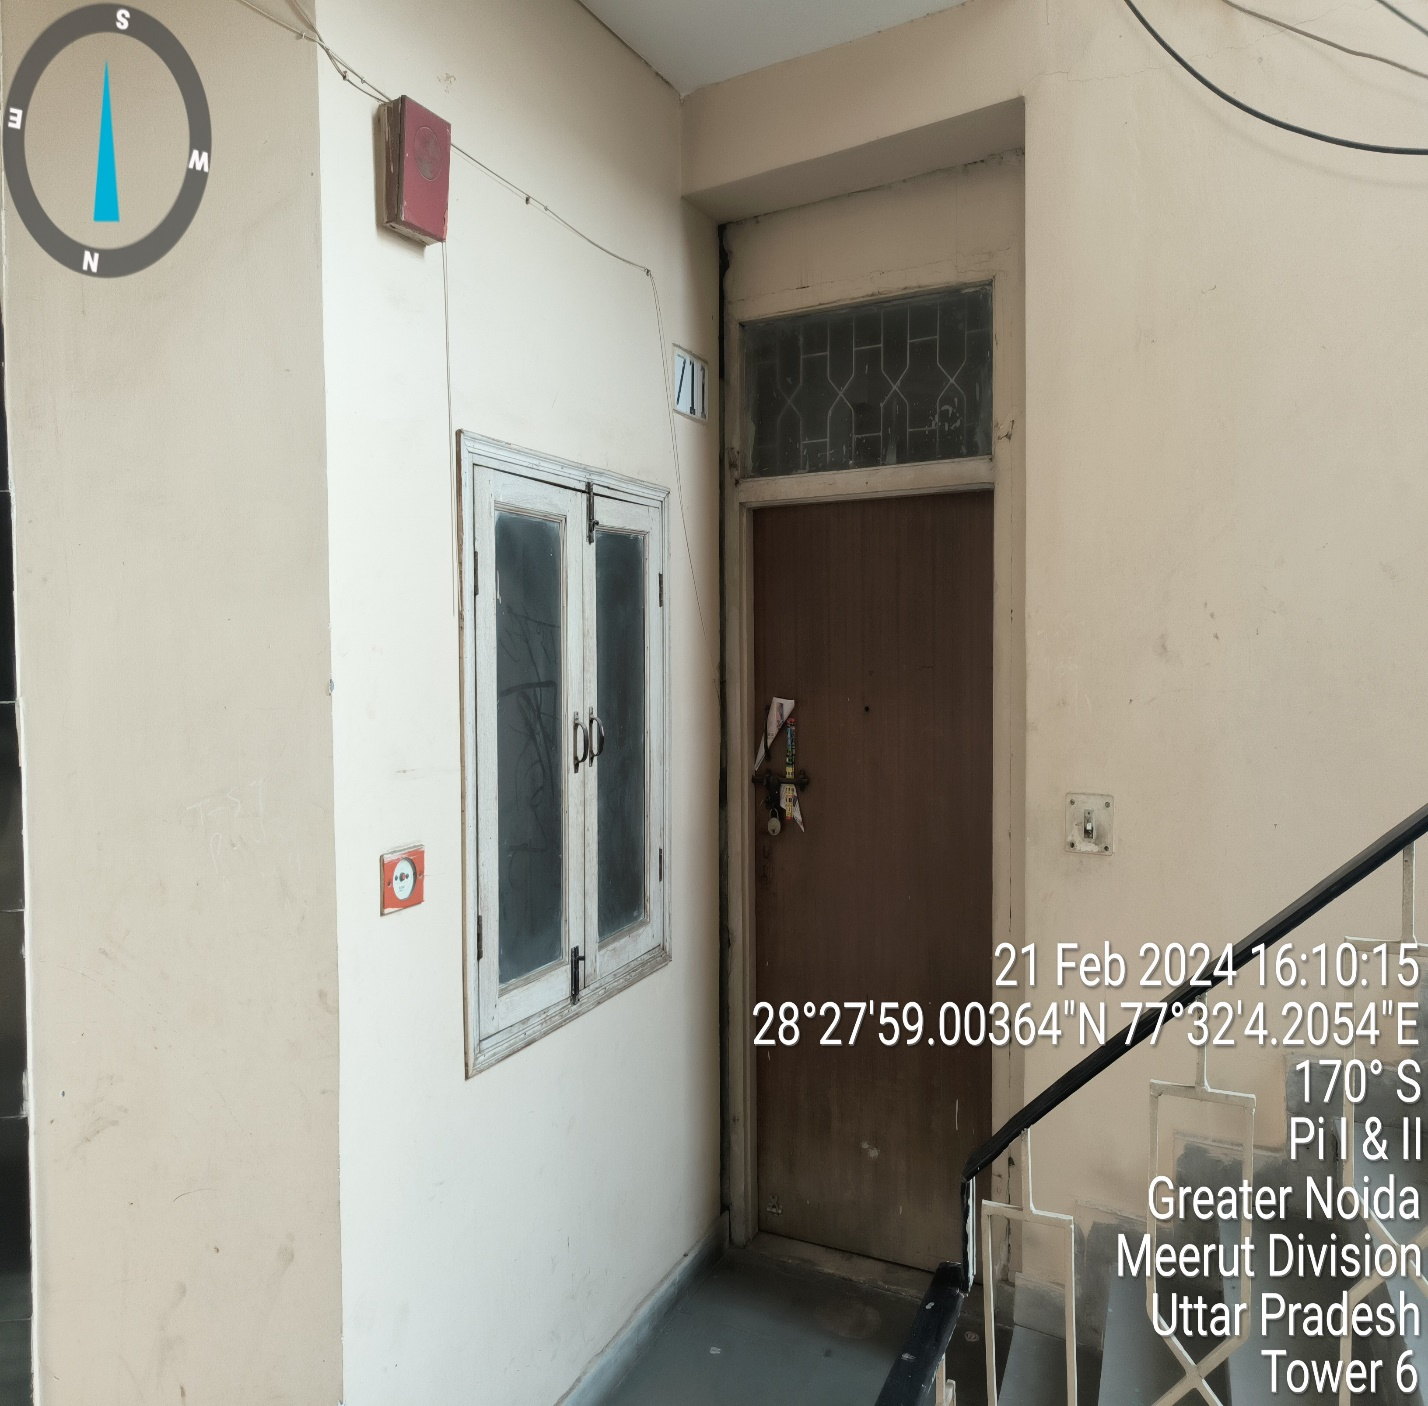 S
E
W
N
711
21 Feb 2024 16:10:15
28°27'59.00364"N 77°32'4.2054"E
170° S
Pi I & II
Greater Noida
Meerut Division
Uttar Pradesh
Tower 6